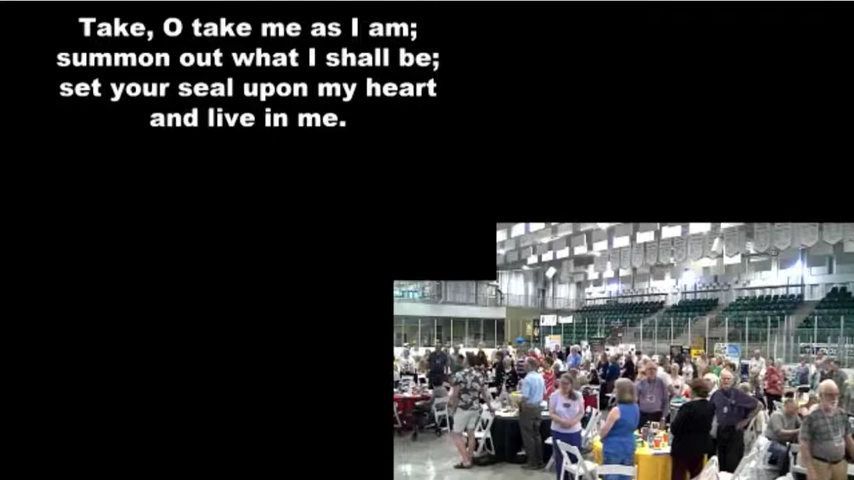 Take, O take me as I am;
summon out what I shall be;
set your seal upon my heart
and live in me.